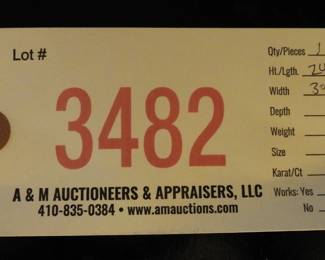 Lot #
3482
A & M AUCTIONEERS & APPRAISERS, LLC
410-835-0384 • www.amauctions.com
Qty/Pieces 1
Ht./Lgth.
Width
Depth
Weight
Size
Karat/Ct
Works: Yes
No